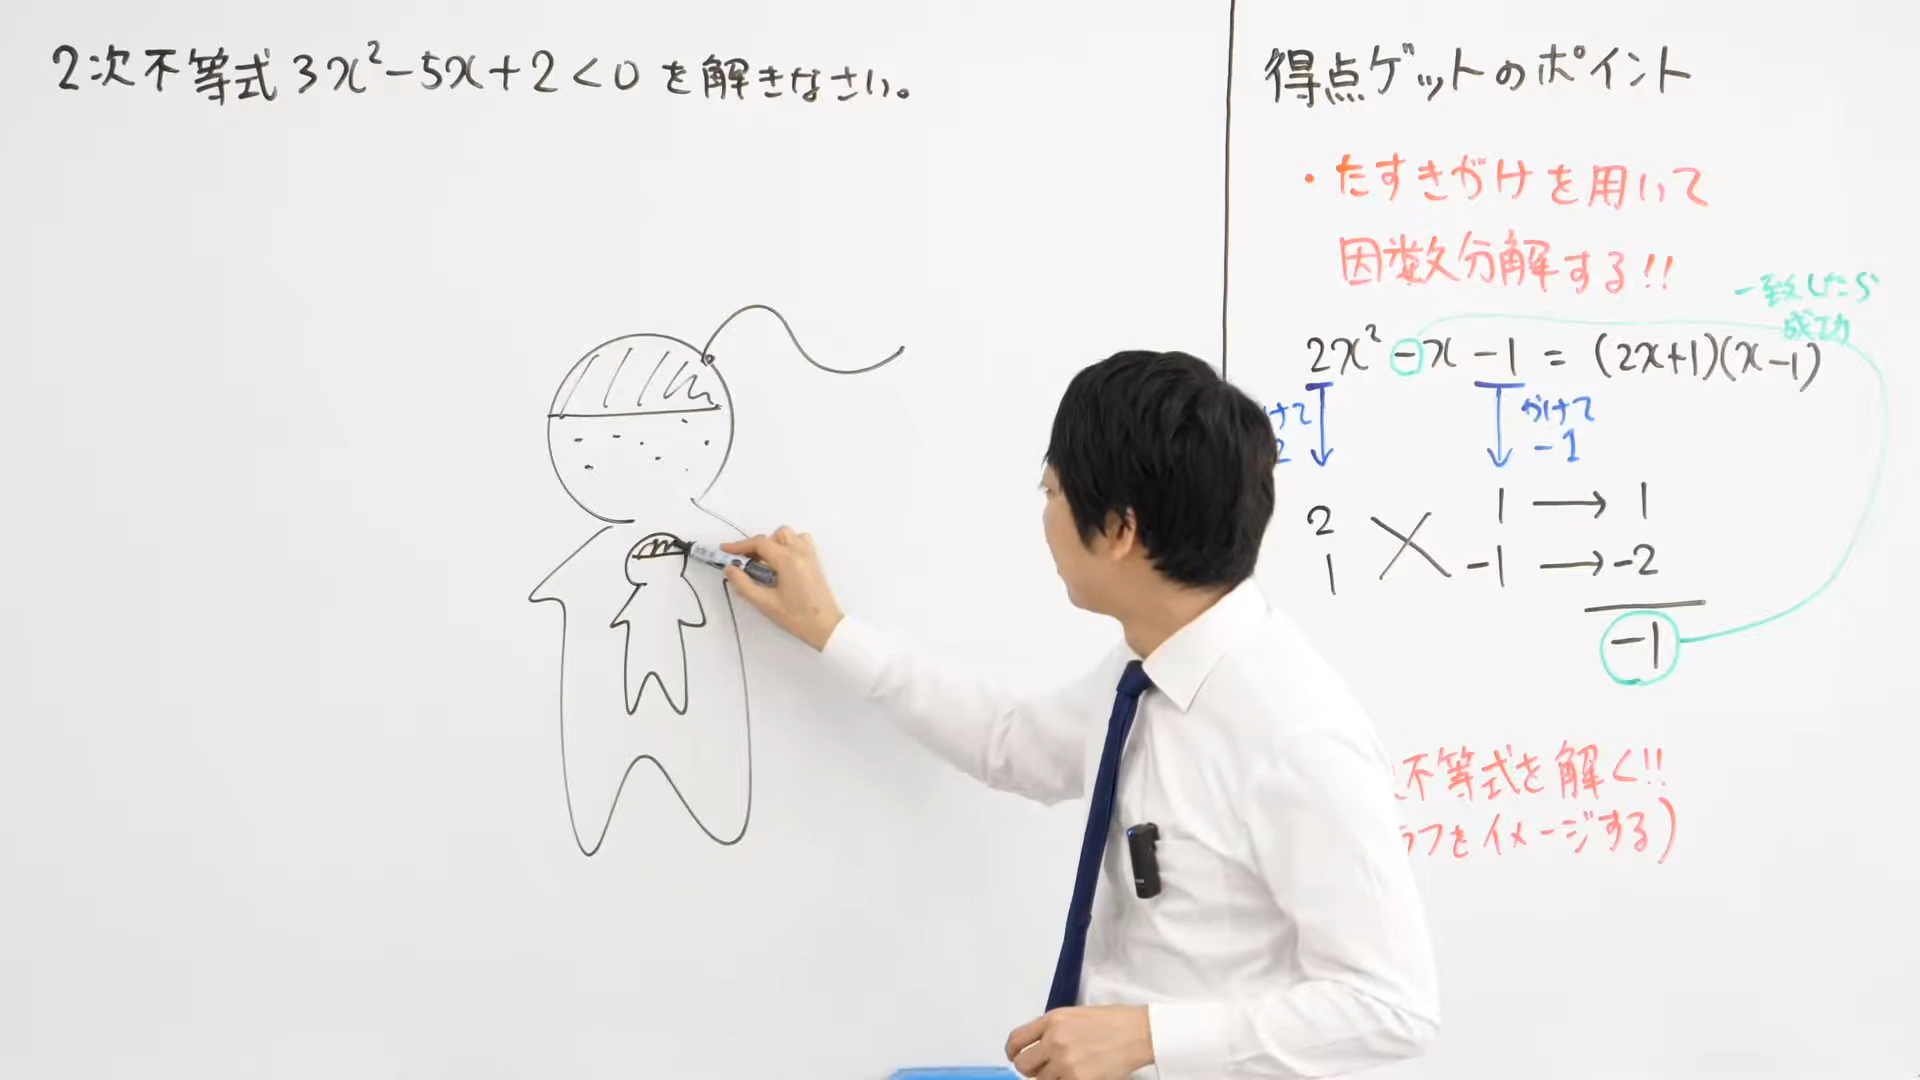 2次不等式 3x²-5x+2<0 を解きなさい。
得点ゲットのポイント
・たすきがけを用いて
因数分解する!!
一致したら
成功
2x²-x-1=(2x+1)(x-1)
けて かけて
2 -1
2 1 → 1
1 -1 → -2
-1
不等式を解く!!
ラフをイメージする)